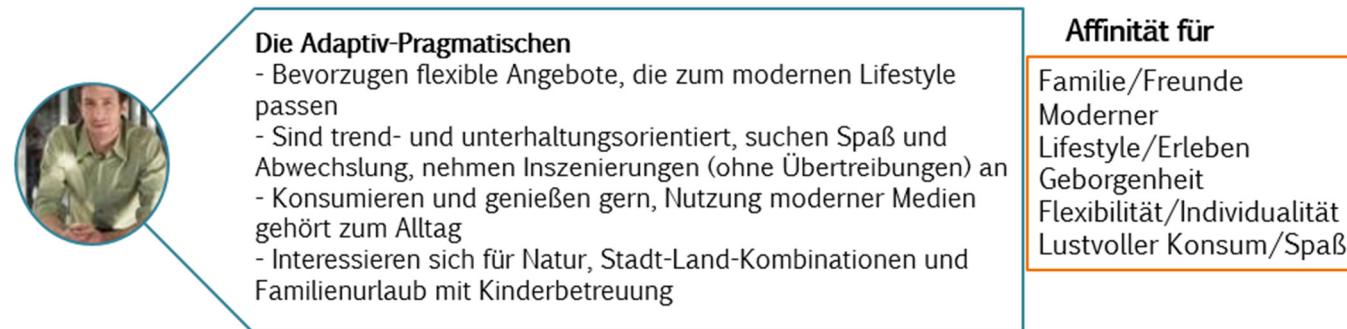 Die Adaptiv-Pragmatischen
- Bevorzugen flexible Angebote, die zum modernen Lifestyle
passen
- Sind trend- und unterhaltungsorientiert, suchen Spaß und
Abwechslung, nehmen Inszenierungen (ohne Übertreibungen) an
- Konsumieren und genießen gern, Nutzung moderner Medien
gehört zum Alltag
- Interessieren sich für Natur, Stadt-Land-Kombinationen und
Familienurlaub mit Kinderbetreuung
Affinität für
Familie/Freunde
Moderner
Lifestyle/Erleben
Geborgenheit
Flexibilität/Individualität
Lustvoller Konsum/Spaß